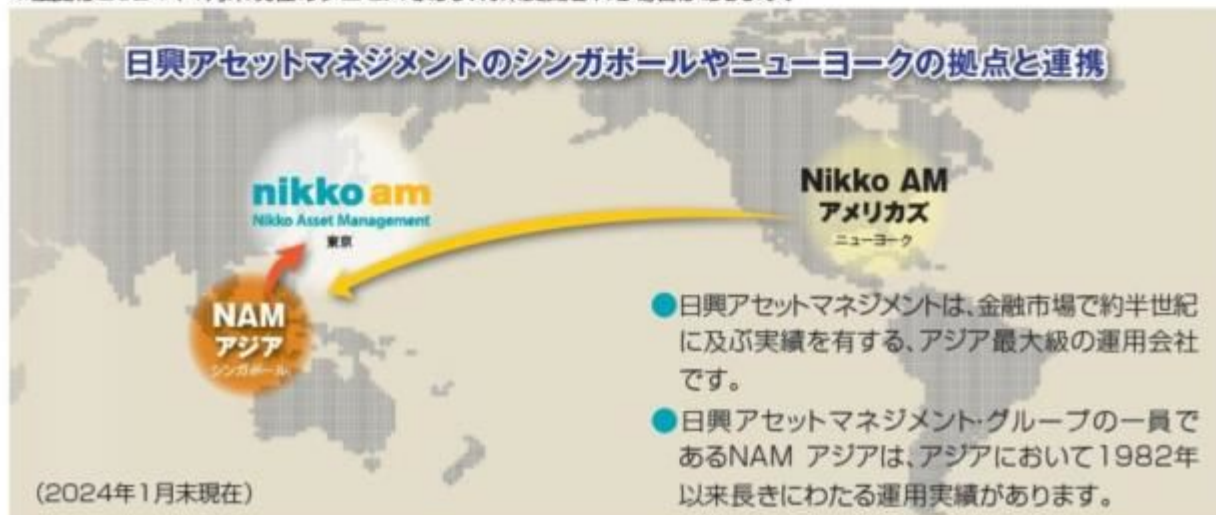 日興アセットマネジメントのシンガポールやニューヨークの拠点と連携
nikko am
Nikko Asset Management
東京
NAM
アジア
シンガポール
Nikko AM
アメリカズ
ニューヨーク
●日興アセットマネジメントは、金融市場で約半世紀
に及ぶ実績を有する、アジア最大級の運用会社
です。
●日興アセットマネジメント・グループの一員で
あるNAM アジアは、アジアにおいて1982年
以来長きにわたる運用実績があります。
(2024年1月末現在)